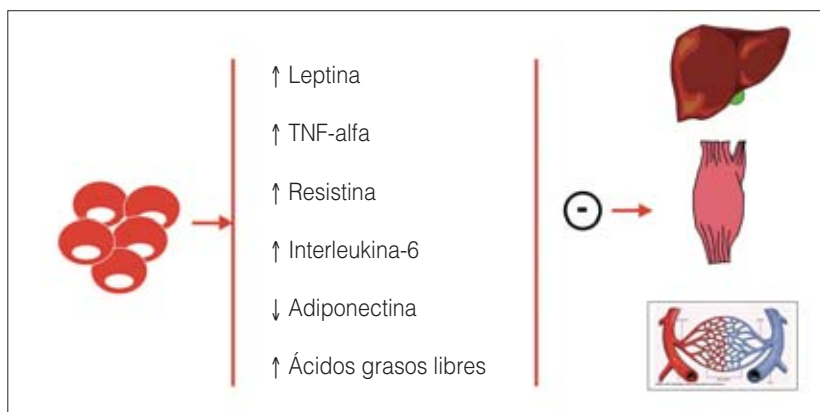 ↑ Leptina
↑ TNF-alfa
↑ Resistina
↑ Interleukina-6
↓ Adiponectina
↑ Ácidos grasos libres
-